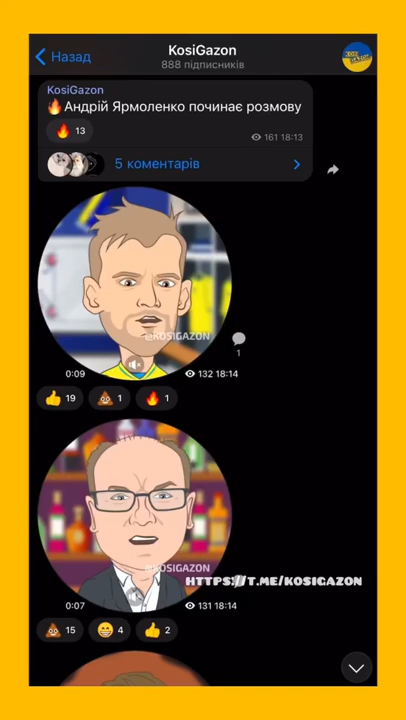 Назад
KosiGazon
888 підписників
KosiGazon
🔥Андрій Ярмоленко починає розмову
🔥 13
161 18:13
5 коментарів
@KOSIGAZON
1
0:09
132 18:14
👍 19 💩 1 🔥 1
@KOSIGAZON
HTTPS://T.ME/KOSIGAZON
0:07
131 18:14
💩 15 😁 4 👍 2